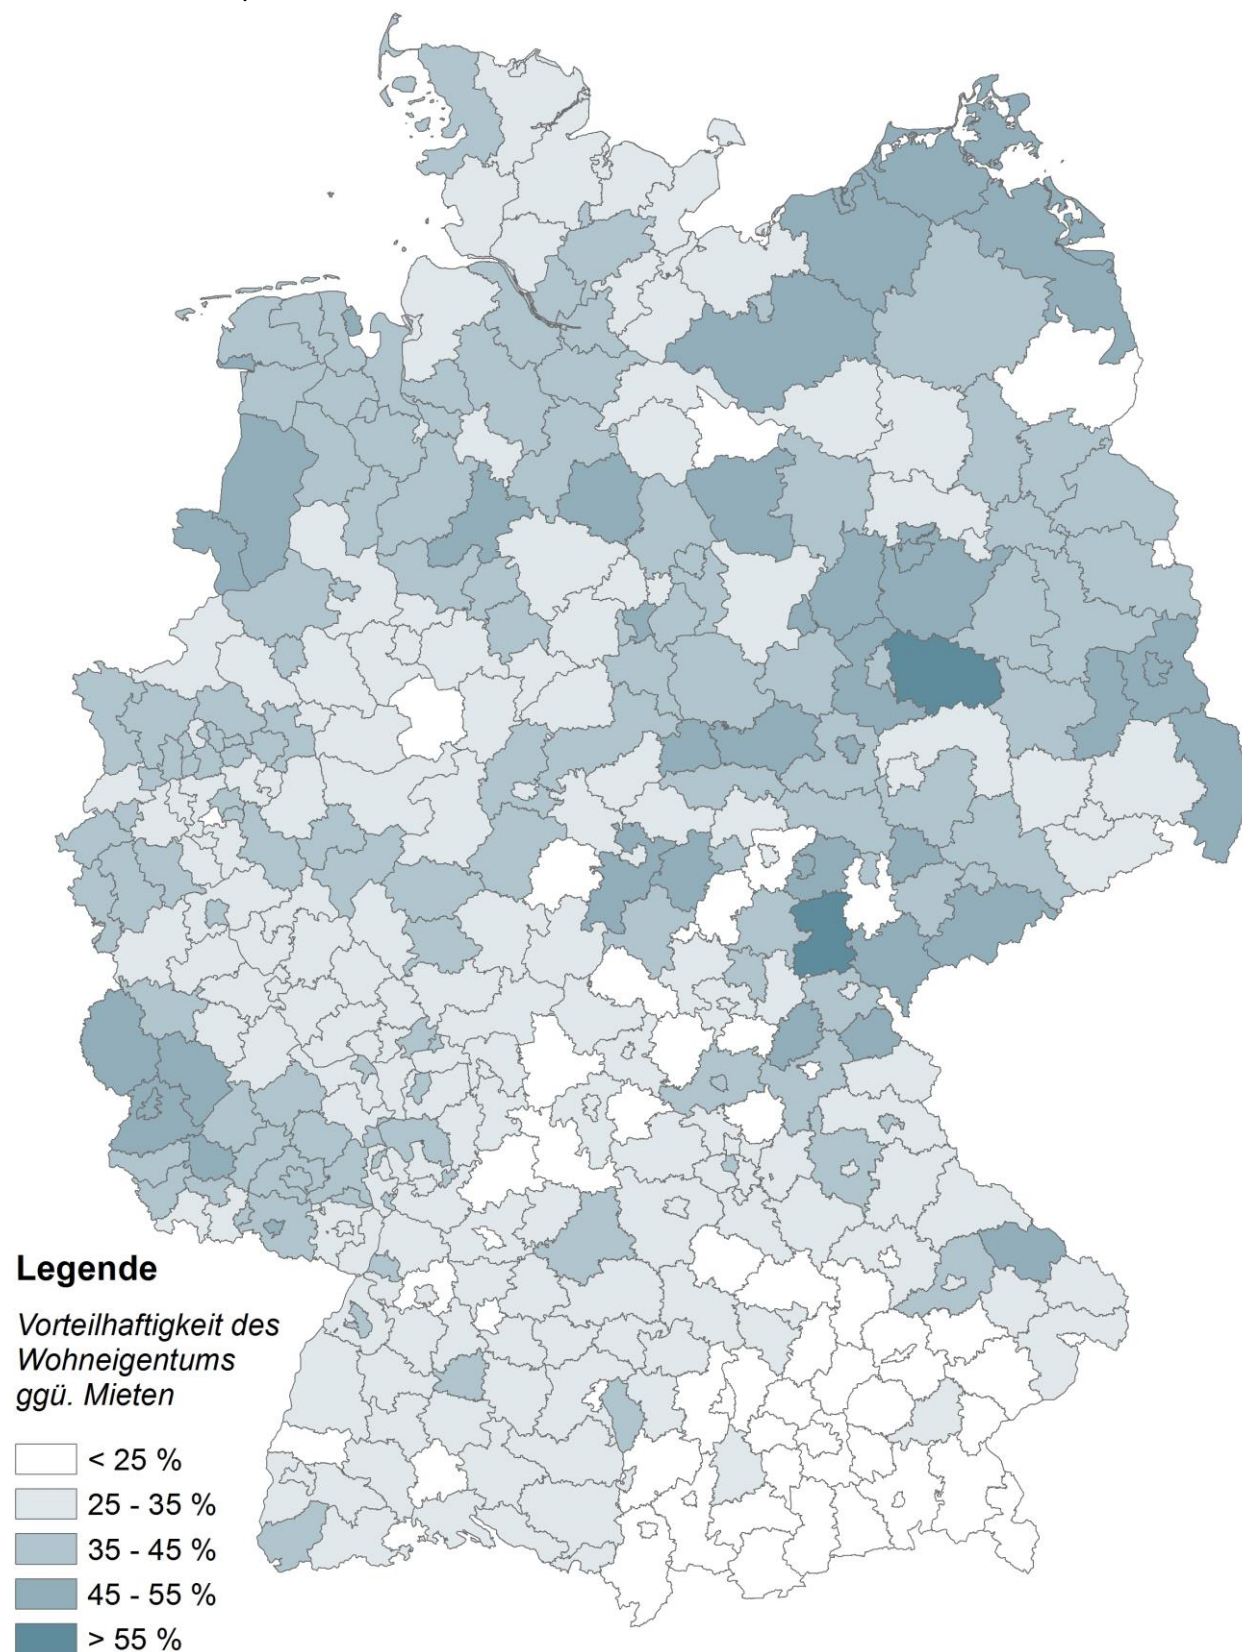 Legende
Vorteilhaftigkeit des
Wohneigentums
ggü. Mieten
< 25 %
25 - 35 %
35 - 45 %
45 - 55 %
> 55 %